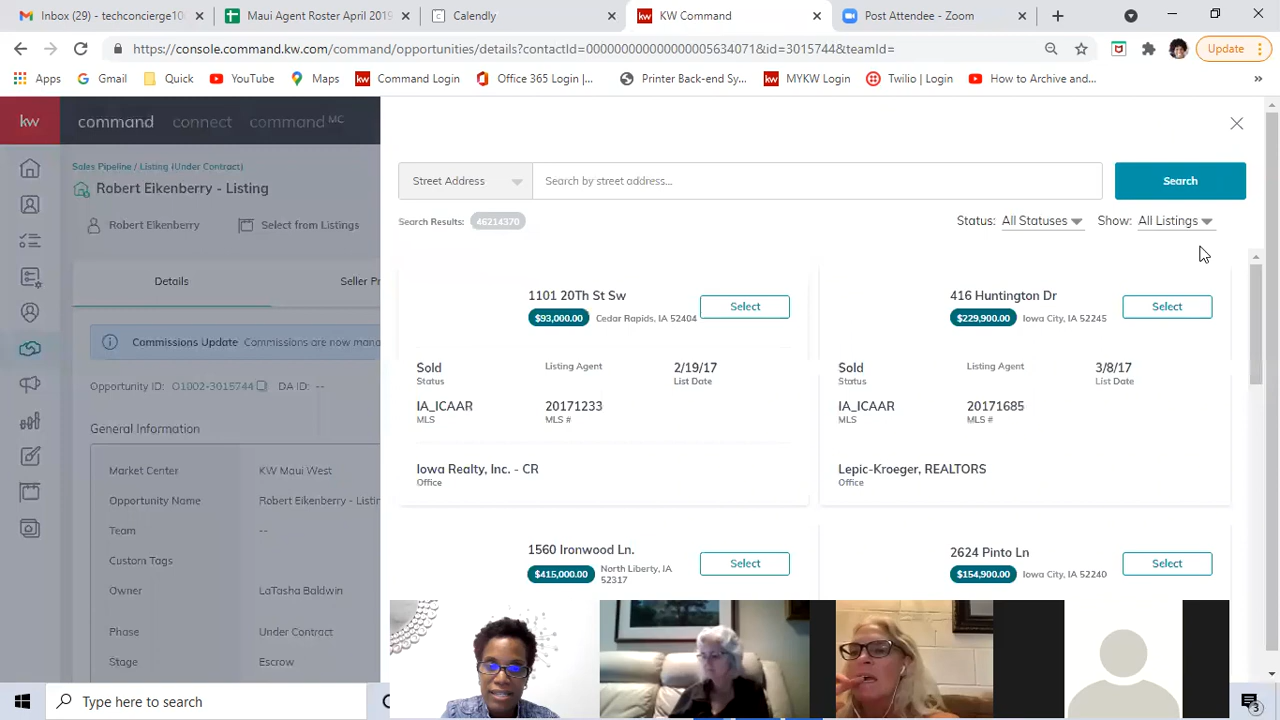 Inbox (29) - techconcierge10
Maui Roster April 2019
Calendly
KW Command
Post Attendee - Zoom
https://console.command.kw.com/command/opportunities/details?contactId=0000000000000000005634071&id=3015744&teamId=
Update
Apps
Gmail
Quick
YouTube
Maps
Command Login
Office 365 Login |...
Printer Back-end Sy...
MYKW Login
Twilio | Login
How to Archive and...
»
kw
command
connect
command MC
Sales Pipeline / Listing (Under Contract)
Robert Eikenberry - Listing
Robert Eikenberry
Select from Listings
Details
Seller Pr
Commissions Update
Commissions are now mana
Opportunity ID:
O1002-3015744
DA ID: --
General Information
Market Center
KW Maui West
Opportunity Name
Robert Eikenberry - Listin
Team
--
Custom Tags
Owner
LaTasha Baldwin
Phase
Under Contract
Stage
Escrow
Street Address
Search by street address...
Search
Search Results:
46214370
Status: All Statuses
Show: All Listings
1101 20Th St Sw
Select
$93,000.00
Cedar Rapids, IA 52404
Sold
Status
Listing Agent
2/19/17
List Date
IA_ICAAR
MLS
20171233
MLS #
Iowa Realty, Inc. - CR
Office
416 Huntington Dr
Select
$229,900.00
Iowa City, IA 52245
Sold
Status
Listing Agent
3/8/17
List Date
IA_ICAAR
MLS
20171685
MLS #
Lepic-Kroeger, REALTORS
Office
1560 Ironwood Ln.
Select
$415,000.00
North Liberty, IA
52317
2624 Pinto Ln
Select
$154,900.00
Iowa City, IA 52240
Type here to search
3